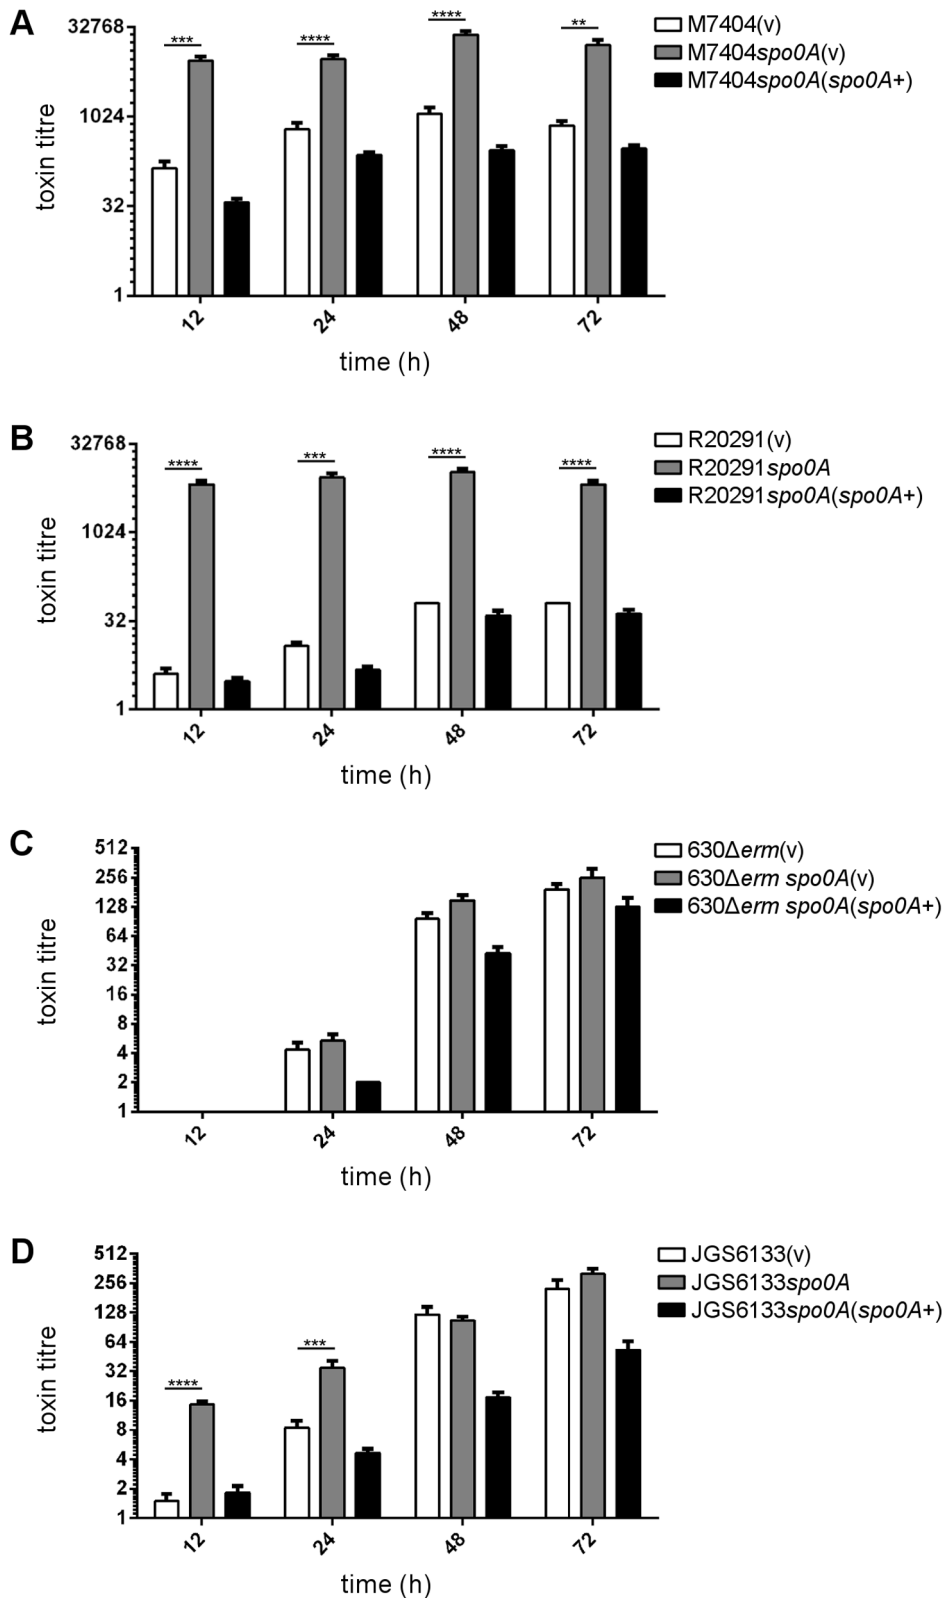 A
32768
1024
32
1
toxin titre
***
****
****
**
12
24
48
72
time (h)
M7404(v)
M7404spo0A(v)
M7404spo0A(spo0A+)
B
32768
1024
32
1
toxin titre
****
***
****
****
12
24
48
72
time (h)
R20291(v)
R20291spo0A
R20291spo0A(spo0A+)
C
512
256
128
64
32
16
8
4
2
1
toxin titre
12
24
48
72
time (h)
630Δerm(v)
630Δerm spo0A(v)
630Δerm spo0A(spo0A+)
D
512
256
128
64
32
16
8
4
2
1
toxin titre
****
***
12
24
48
72
time (h)
JGS6133(v)
JGS6133spo0A
JGS6133spo0A(spo0A+)